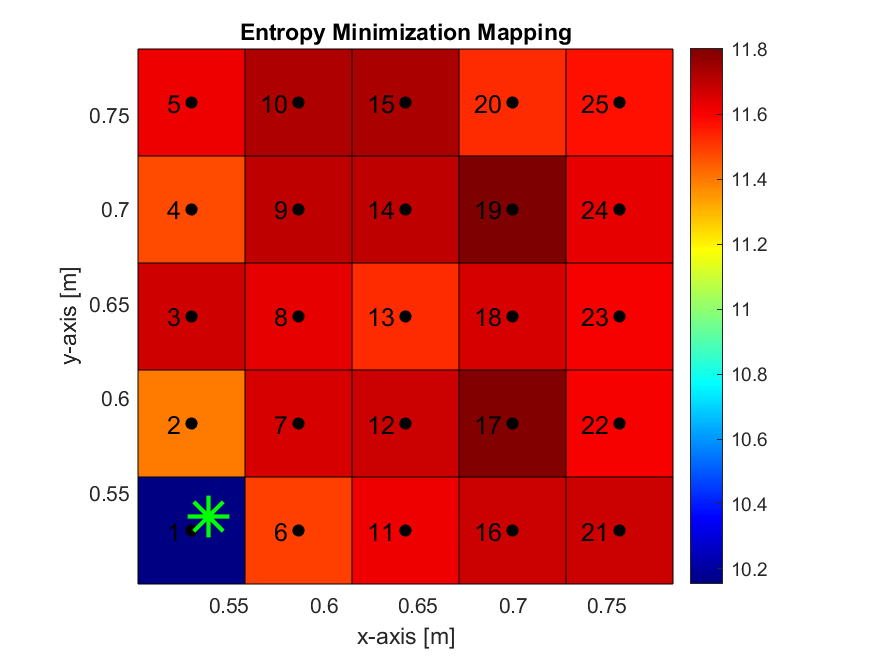 Entropy Minimization Mapping
5 10 15 20 25
4 9 14 19 24
3 8 13 18 23
2 7 12 17 22
1 6 11 16 21
0.75
0.7
0.65
0.6
0.55
y-axis [m]
0.55 0.6 0.65 0.7 0.75
x-axis [m]
11.8
11.6
11.4
11.2
11
10.8
10.6
10.4
10.2